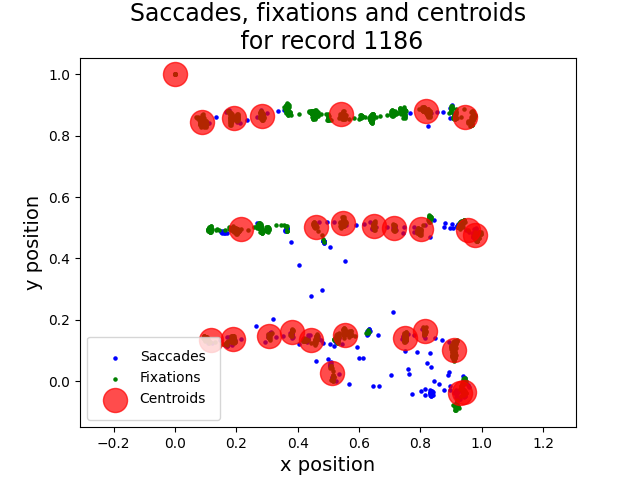 Saccades, fixations and centroids
for record 1186
y position
1.0
0.8
0.6
0.4
0.2
0.0
Saccades
Fixations
Centroids
−0.2 0.0 0.2 0.4 0.6 0.8 1.0 1.2
x position